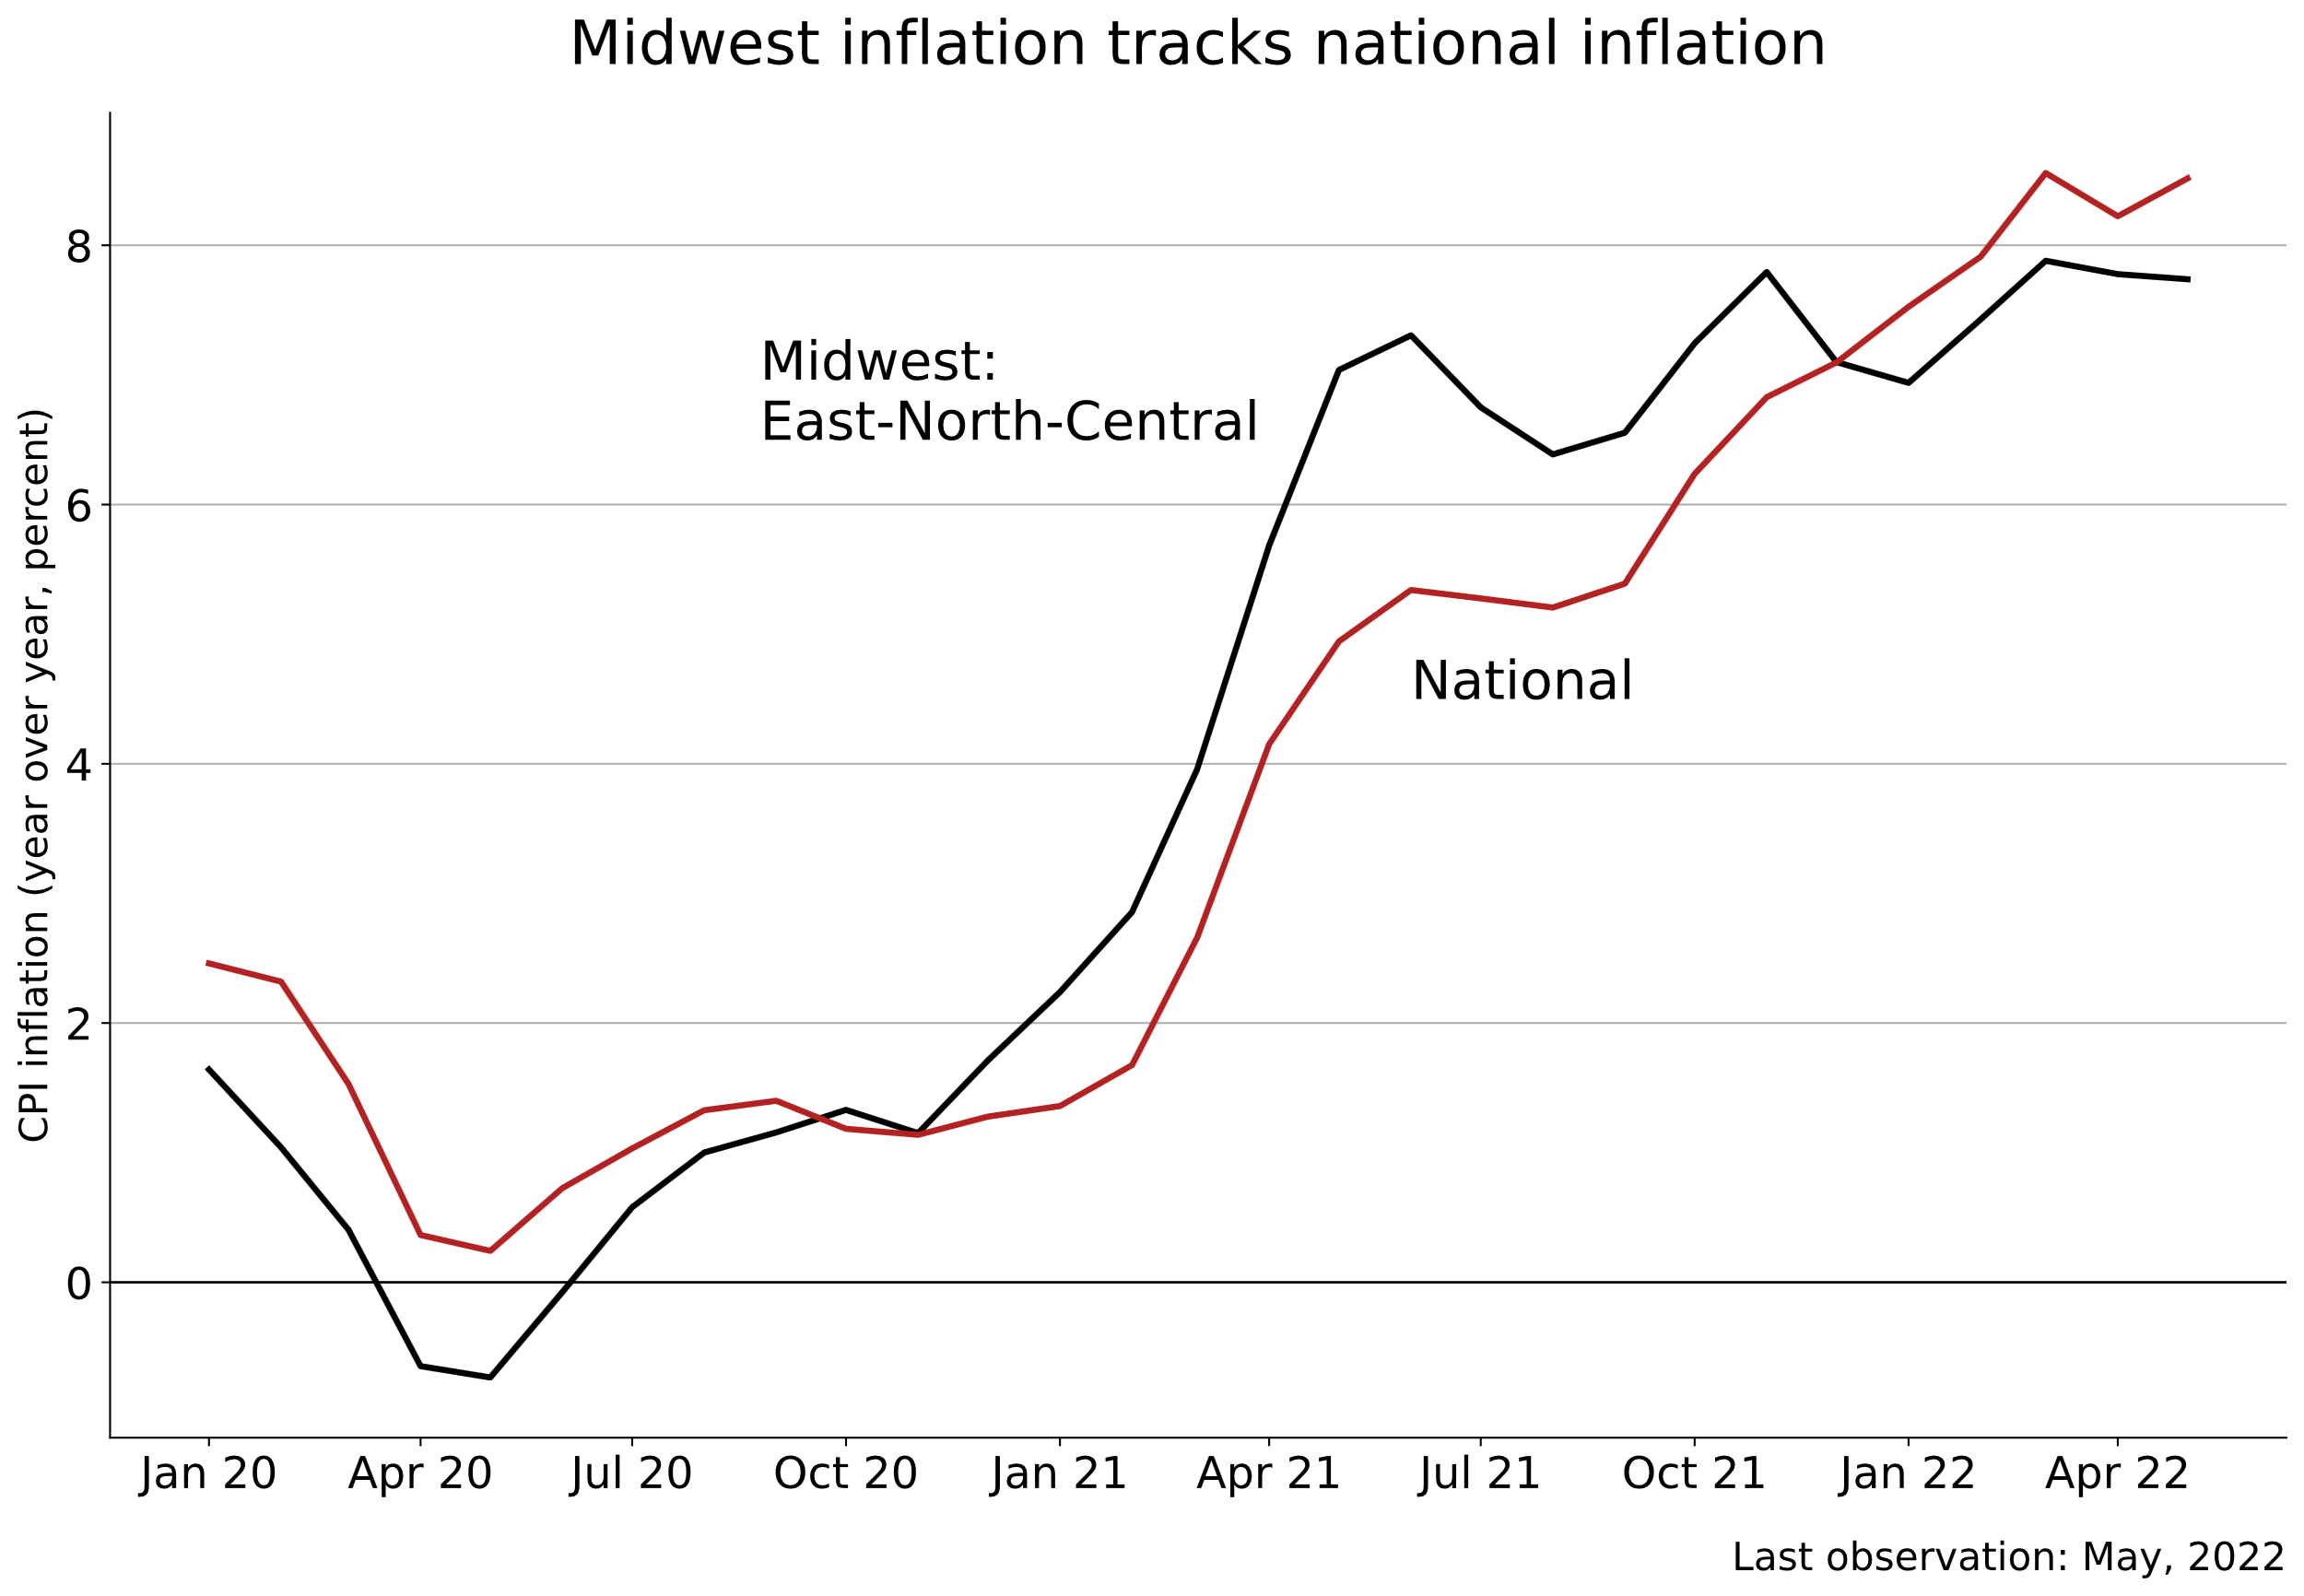 Midwest inflation tracks national inflation
CPI inflation (year over year, percent)
8
6
4
2
0
Midwest:
East-North-Central
National
Jan 20 Apr 20 Jul 20 Oct 20 Jan 21 Apr 21 Jul 21 Oct 21 Jan 22 Apr 22
Last observation: May, 2022